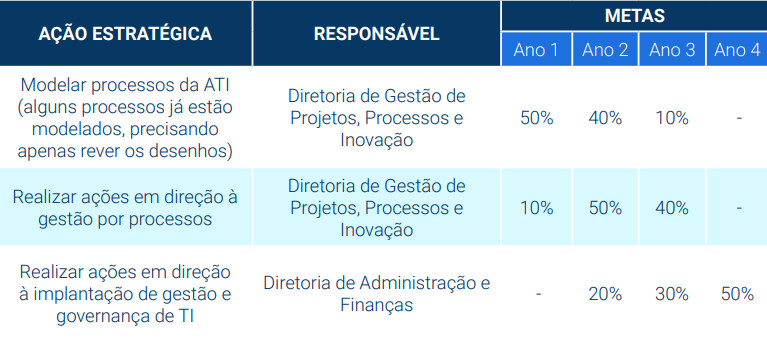 AÇÃO ESTRATÉGICA
RESPONSÁVEL
METAS
Ano 1
Ano 2
Ano 3
Ano 4
Modelar processos da ATI
(alguns processos já estão
modelados, precisando
apenas rever os desenhos)
Diretoria de Gestão de
Projetos, Processos e
Inovação
50%
40%
10%
-
Realizar ações em direção à
gestão por processos
Diretoria de Gestão de
Projetos, Processos e
Inovação
10%
50%
40%
-
Realizar ações em direção
à implantação de gestão e
governança de TI
Diretoria de Administração e
Finanças
-
20%
30%
50%